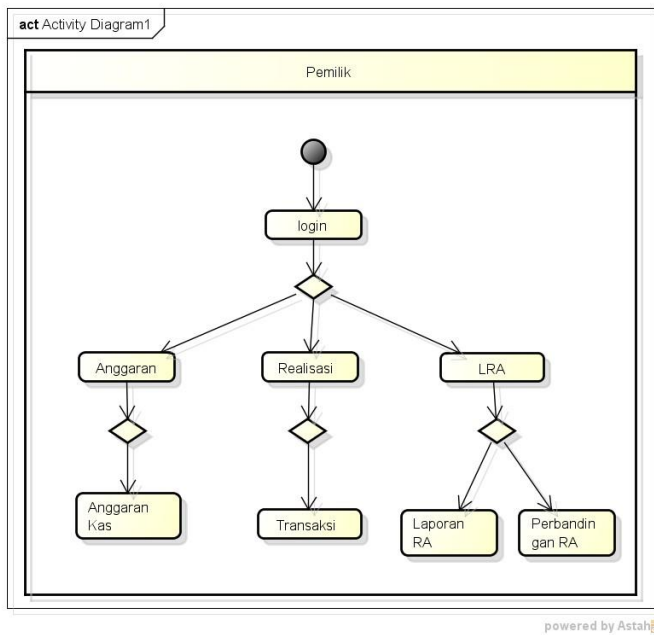 act Activity Diagram1
Pemilik
login
Anggaran
Realisasi
LRA
Anggaran
Kas
Transaksi
Laporan
RA
Perbandin
gan RA
powered by Astah